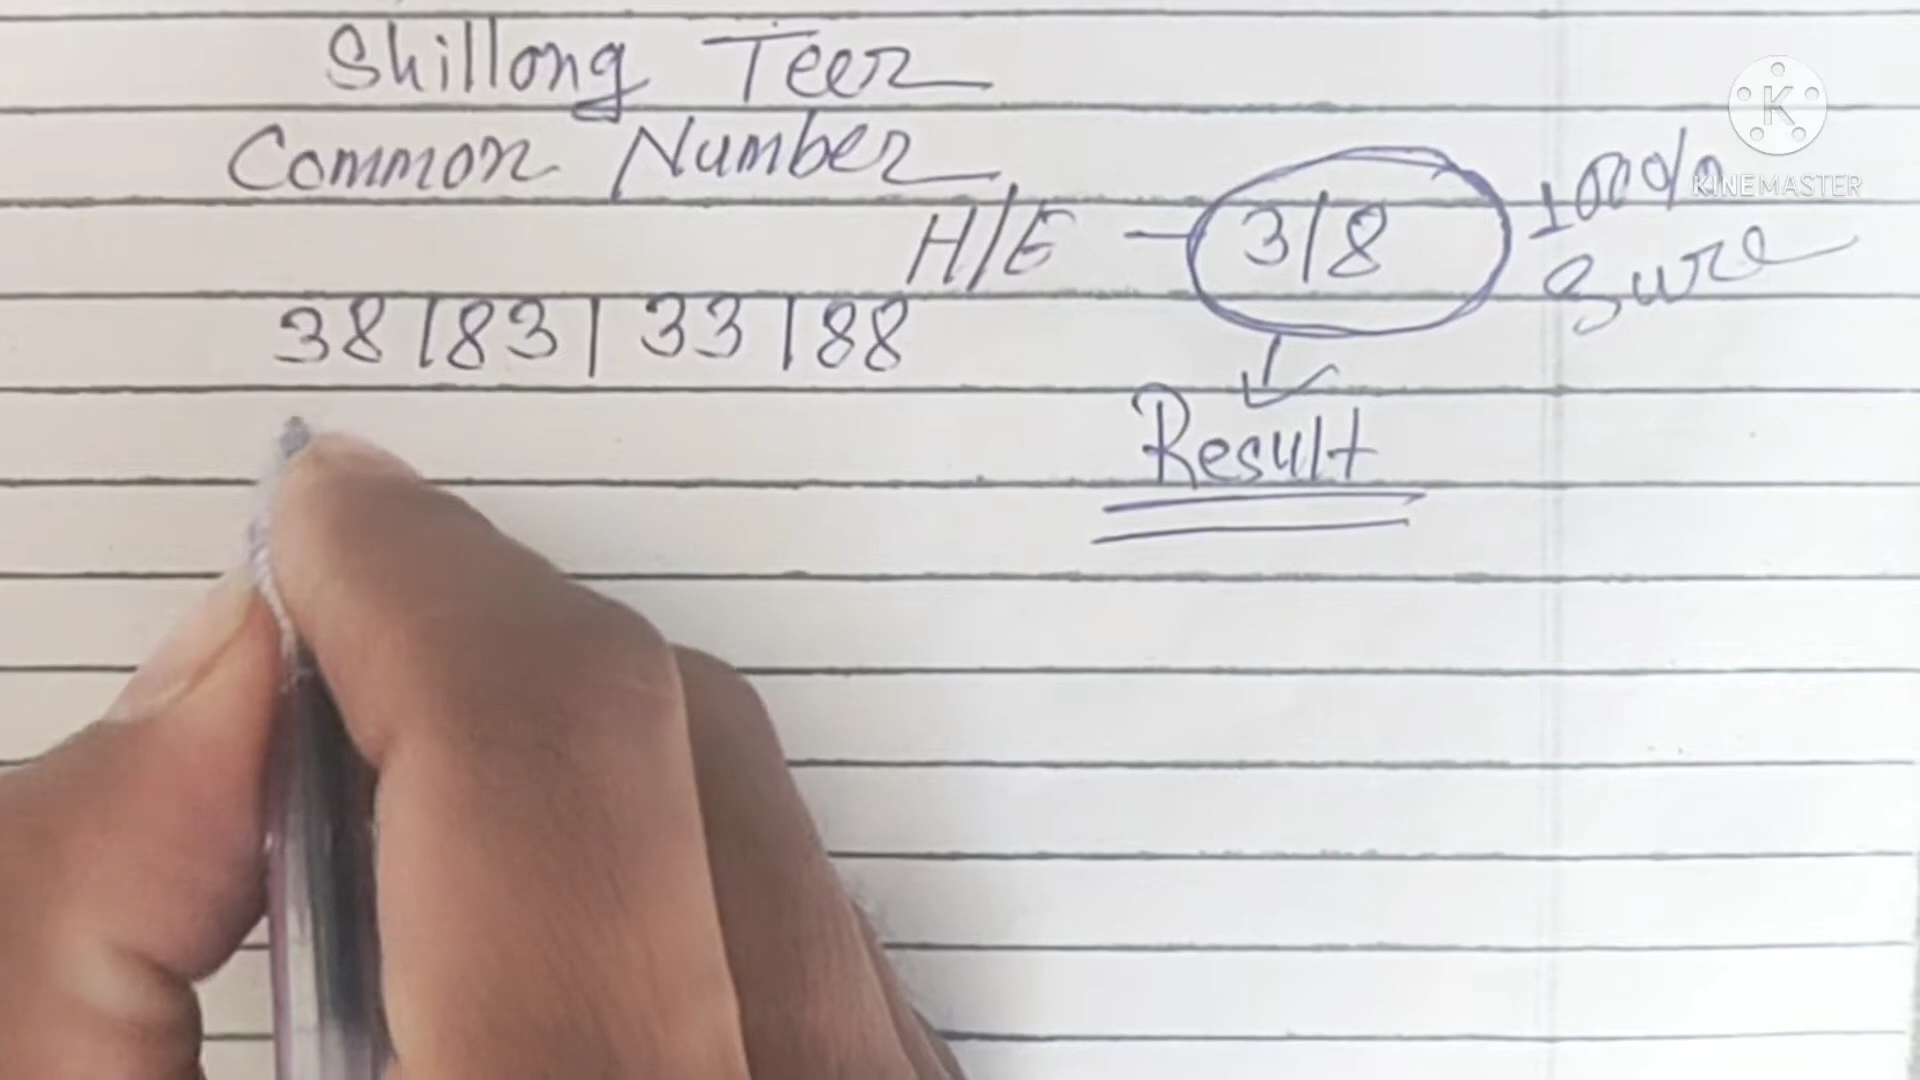 Shillong Teer
Common Number
H/E - 3/8 100% Sure
38/83/33/88
Result
K
KINEMASTER